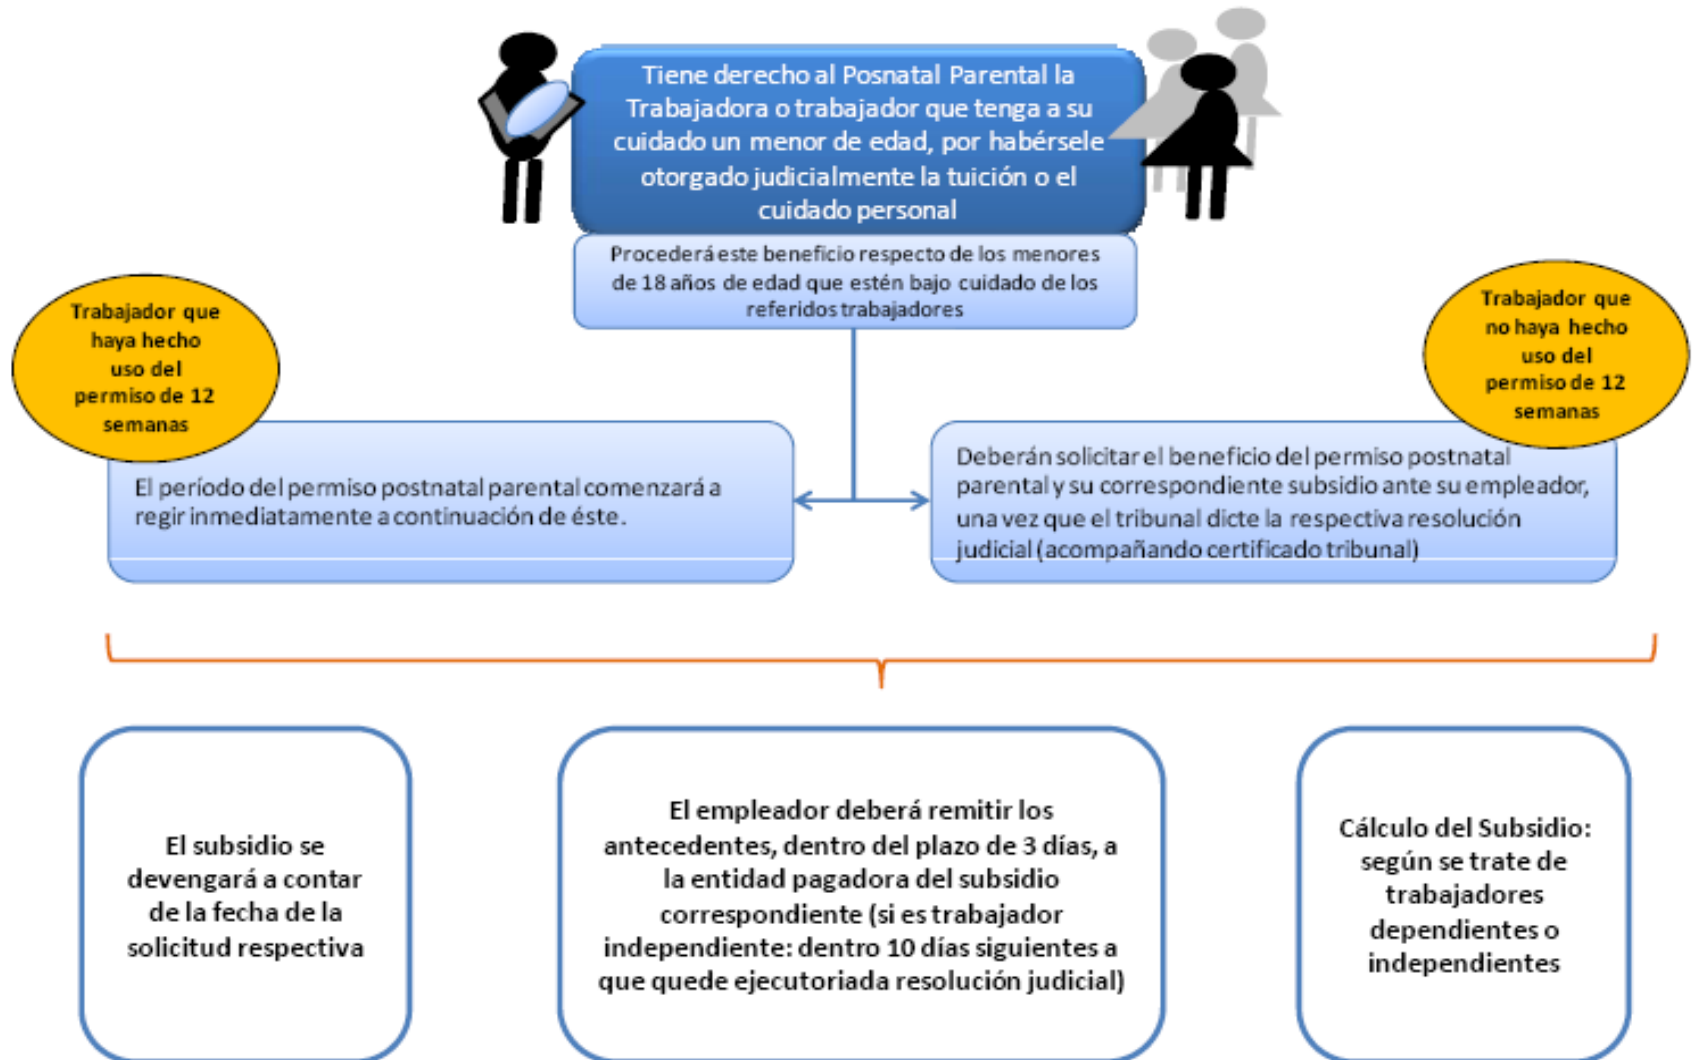 Tiene derecho al Posnatal Parental la
Trabajadora o trabajador que tenga a su
cuidado un menor de edad, por habérsele
otorgado judicialmente la tuición o el
cuidado personal
Procederá este beneficio respecto de los menores
de 18 años de edad que estén bajo cuidado de los
referidos trabajadores
Trabajador que
haya hecho
uso del
permiso de 12
semanas
Trabajador que
no haya hecho
uso del
permiso de 12
semanas
El período del permiso postnatal parental comenzará a
regir inmediatamente a continuación de éste.
Deberán solicitar el beneficio del permiso postnatal
parental y su correspondiente subsidio ante su empleador,
una vez que el tribunal dicte la respectiva resolución
judicial (acompañando certificado tribunal)
El subsidio se
devengará a contar
de la fecha de la
solicitud respectiva
El empleador deberá remitir los
antecedentes, dentro del plazo de 3 días, a
la entidad pagadora del subsidio
correspondiente (si es trabajador
independiente: dentro 10 días siguientes a
que quede ejecutoriada resolución judicial)
Cálculo del Subsidio:
según se trate de
trabajadores
dependientes o
independientes